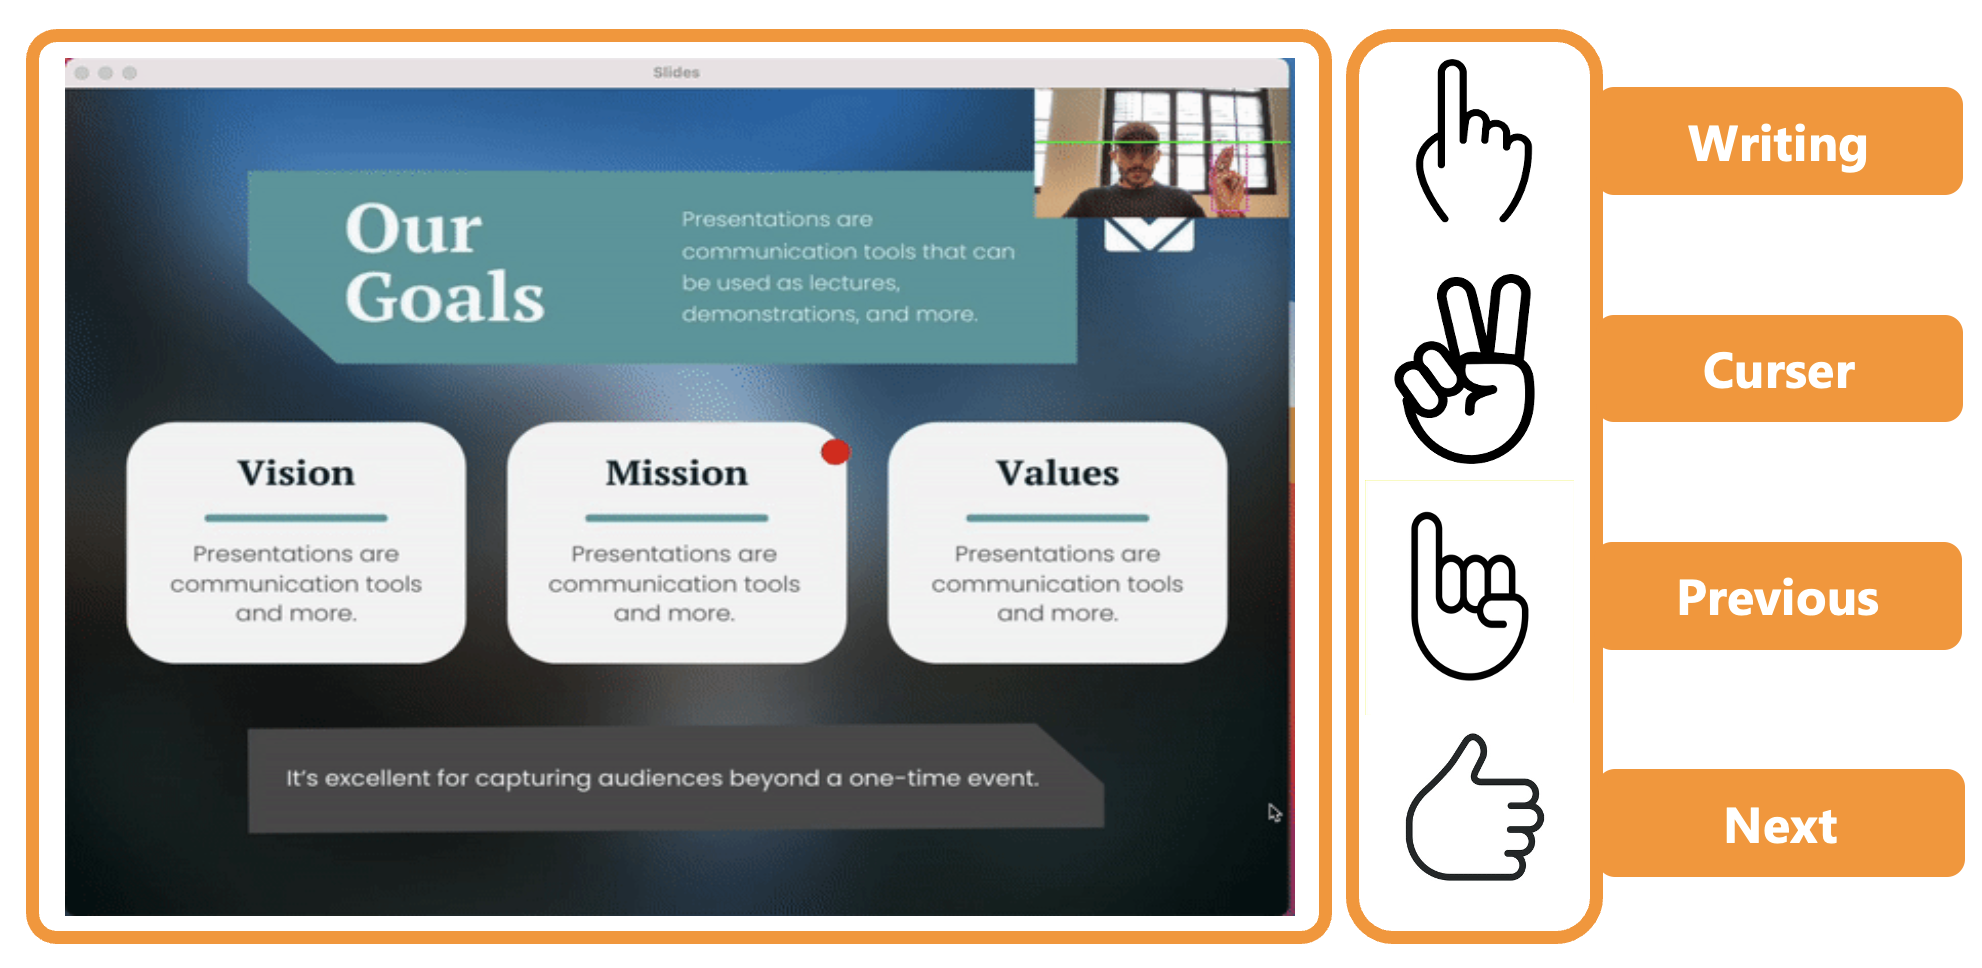 Slides
Our
Goals
Presentations are
communication tools that can
be used as lectures,
demonstrations, and more.
Vision
Presentations are
communication tools
and more.
Mission
Presentations are
communication tools
and more.
Values
Presentations are
communication tools
and more.
It's excellent for capturing audiences beyond a one-time event.
Writing
Curser
Previous
Next